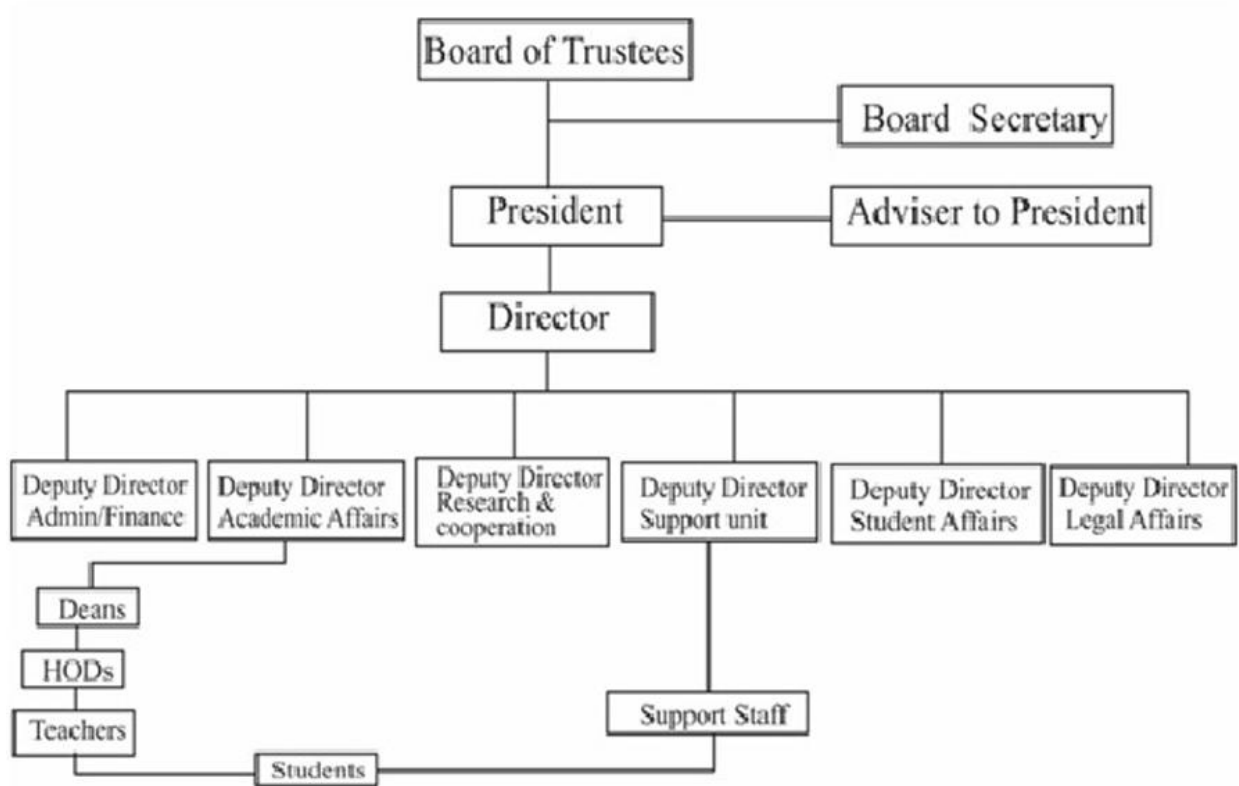 Board of Trustees
Board Secretary
President
Adviser to President
Director
Deputy Director
Admin/Finance
Deputy Director
Academic Affairs
Deputy Director
Research &
cooperation
Deputy Director
Support unit
Deputy Director
Student Affairs
Deputy Director
Legal Affairs
Deans
HODs
Teachers
Support Staff
Students